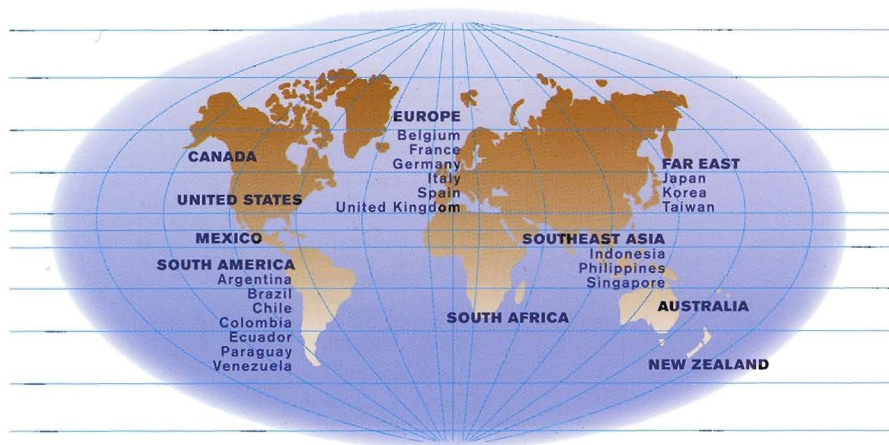 CANADA
UNITED STATES
MEXICO
SOUTH AMERICA
Argentina
Brazil
Chile
Colombia
Ecuador
Paraguay
Venezuela
EUROPE
Belgium
France
Germany
Italy
Spain
United Kingdom
SOUTH AFRICA
FAR EAST
Japan
Korea
Taiwan
SOUTHEAST ASIA
Indonesia
Philippines
Singapore
AUSTRALIA
NEW ZEALAND